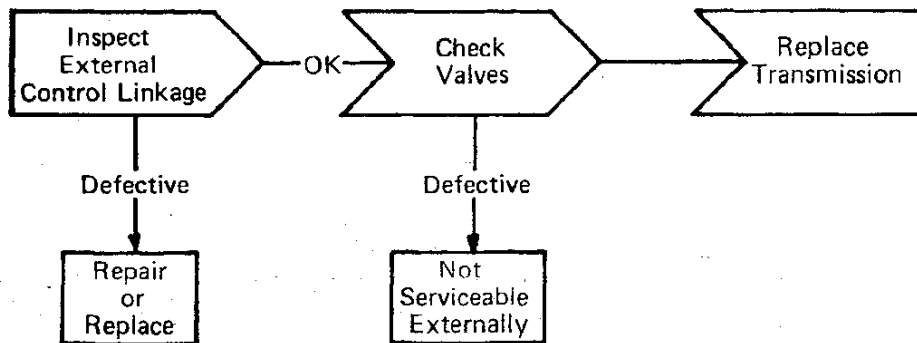 Inspect
External
Control Linkage
OK
Check
Valves
Replace
Transmission
Defective
Defective
Repair
or
Replace
Not
Serviceable
Externally